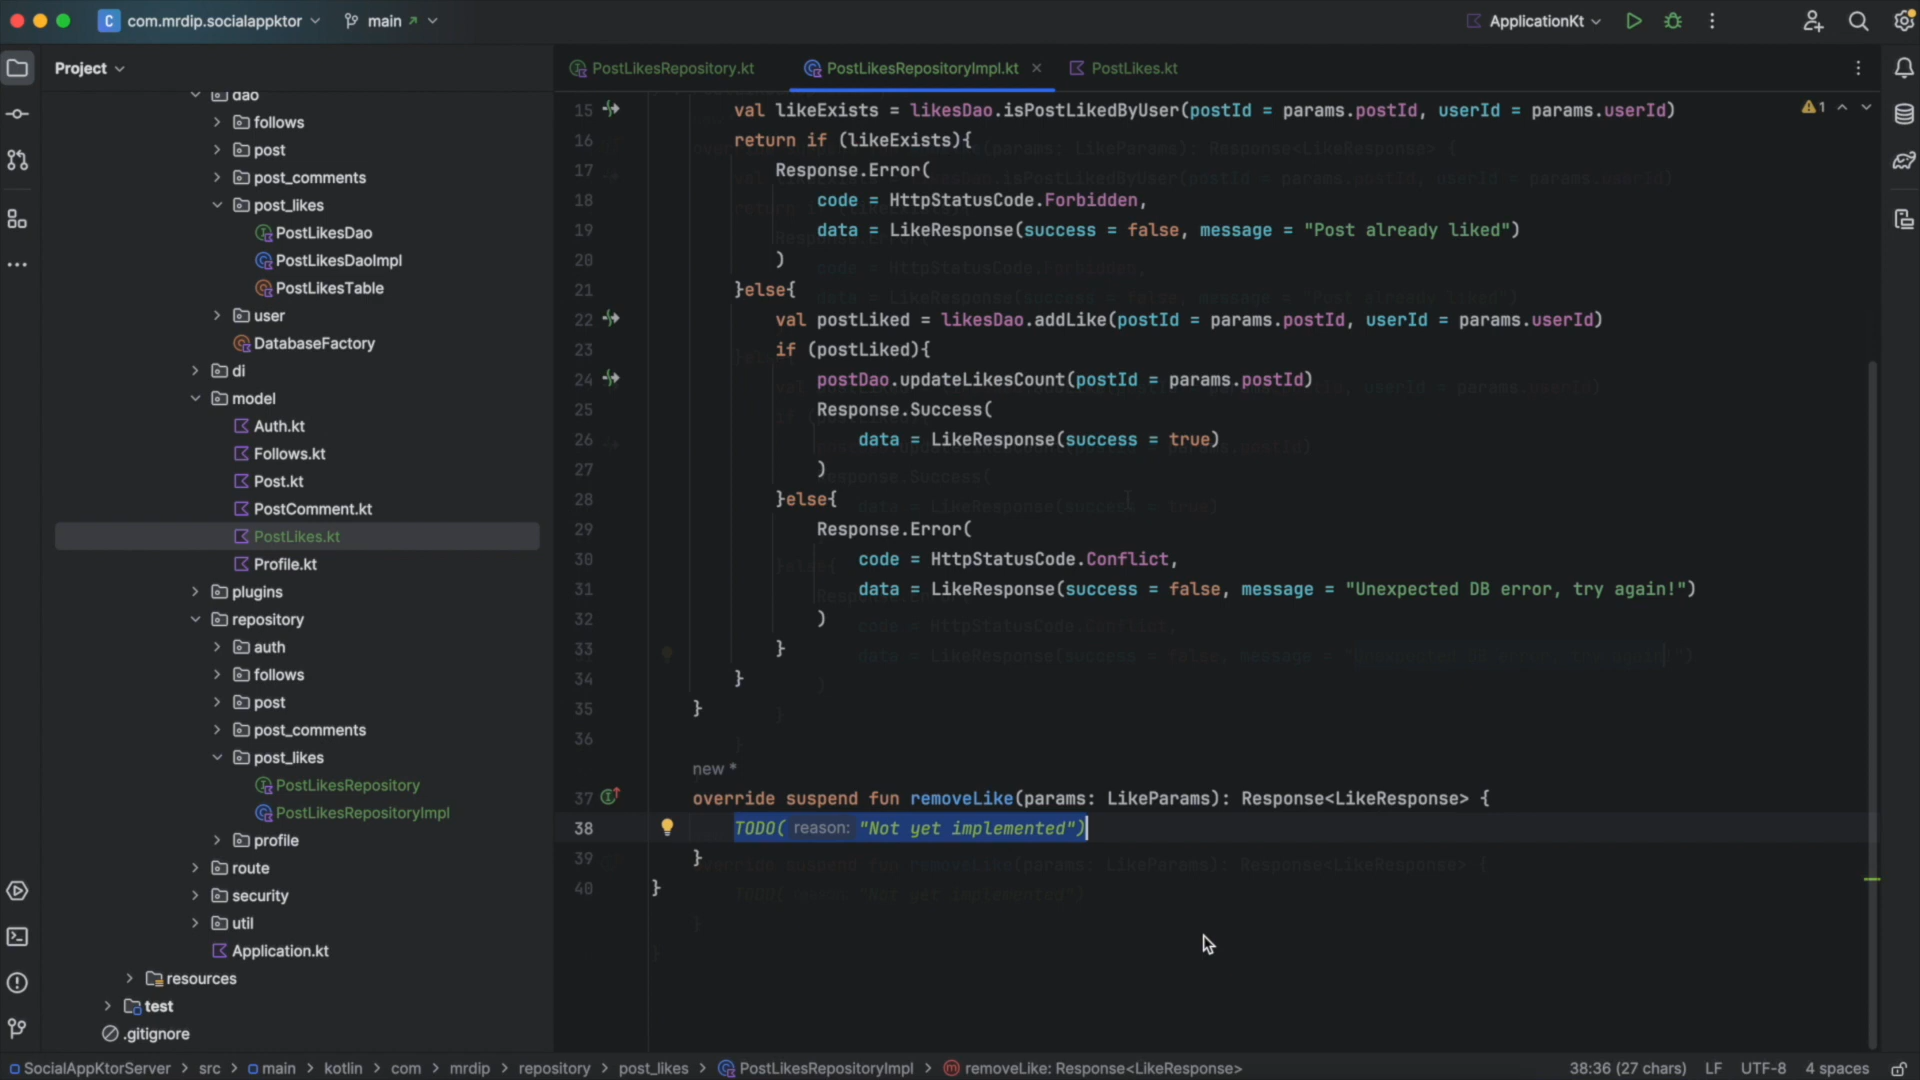 com.mrdip.socialappktor
main
ApplicationKt
Project
PostLikesRepository.kt
PostLikesRepositoryImpl.kt
PostLikes.kt
dao
follows
post
post_comments
post_likes
PostLikesDao
PostLikesDaoImpl
PostLikesTable
user
DatabaseFactory
di
model
Auth.kt
Follows.kt
Post.kt
PostComment.kt
PostLikes.kt
Profile.kt
plugins
repository
auth
follows
post
post_comments
post_likes
PostLikesRepository
PostLikesRepositoryImpl
profile
route
security
util
Application.kt
resources
test
.gitignore
1
15 val likeExists = likesDao.isPostLikedByUser(postId = params.postId, userId = params.userId)
16 return if (likeExists){
17 Response.Error(
18 code = HttpStatusCode.Forbidden,
19 data = LikeResponse(success = false, message = "Post already liked")
20 )
21 }else{
22 val postLiked = likesDao.addLike(postId = params.postId, userId = params.userId)
23 if (postLiked){
24 postDao.updateLikesCount(postId = params.postId)
25 Response.Success(
26 data = LikeResponse(success = true)
27 )
28 }else{
29 Response.Error(
30 code = HttpStatusCode.Conflict,
31 data = LikeResponse(success = false, message = "Unexpected DB error, try again!")
32 )
33 }
34 }
35 }
36
new *
37 override suspend fun removeLike(params: LikeParams): Response<LikeResponse> {
38 TODO( reason: "Not yet implemented")
39 }
40 }
SocialAppKtorServer > src > main > kotlin > com > mrdip > repository > post_likes > PostLikesRepositoryImpl > removeLike: Response<LikeResponse>
38:36 (27 chars) LF UTF-8 4 spaces